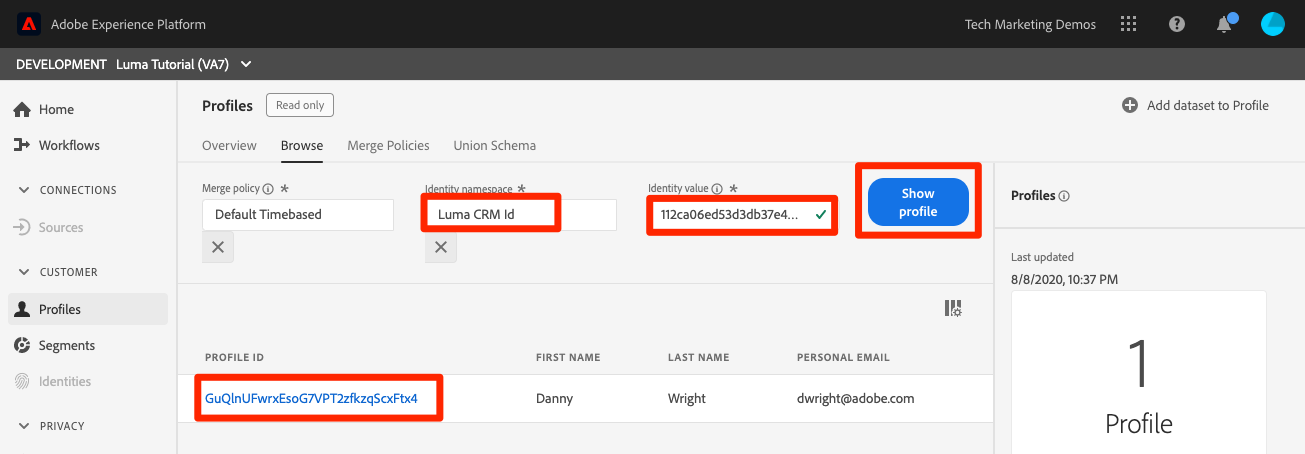 Adobe Experience Platform
Tech Marketing Demos
DEVELOPMENT Luma Tutorial (VA7)
Home
Workflows
CONNECTIONS
Sources
CUSTOMER
Profiles
Segments
Identities
PRIVACY
Profiles Read only
Add dataset to Profile
Overview Browse Merge Policies Union Schema
Merge policy *
Default Timebased
Identity namespace *
Luma CRM Id
Identity value *
112ca06ed53d3db37e4...
Show
profile
PROFILE ID FIRST NAME LAST NAME PERSONAL EMAIL
GuQlnUFwrxEsoG7VPT2zfkzqScxFtx4 Danny Wright dwright@adobe.com
Profiles
Last updated
8/8/2020, 10:37 PM
1
Profile